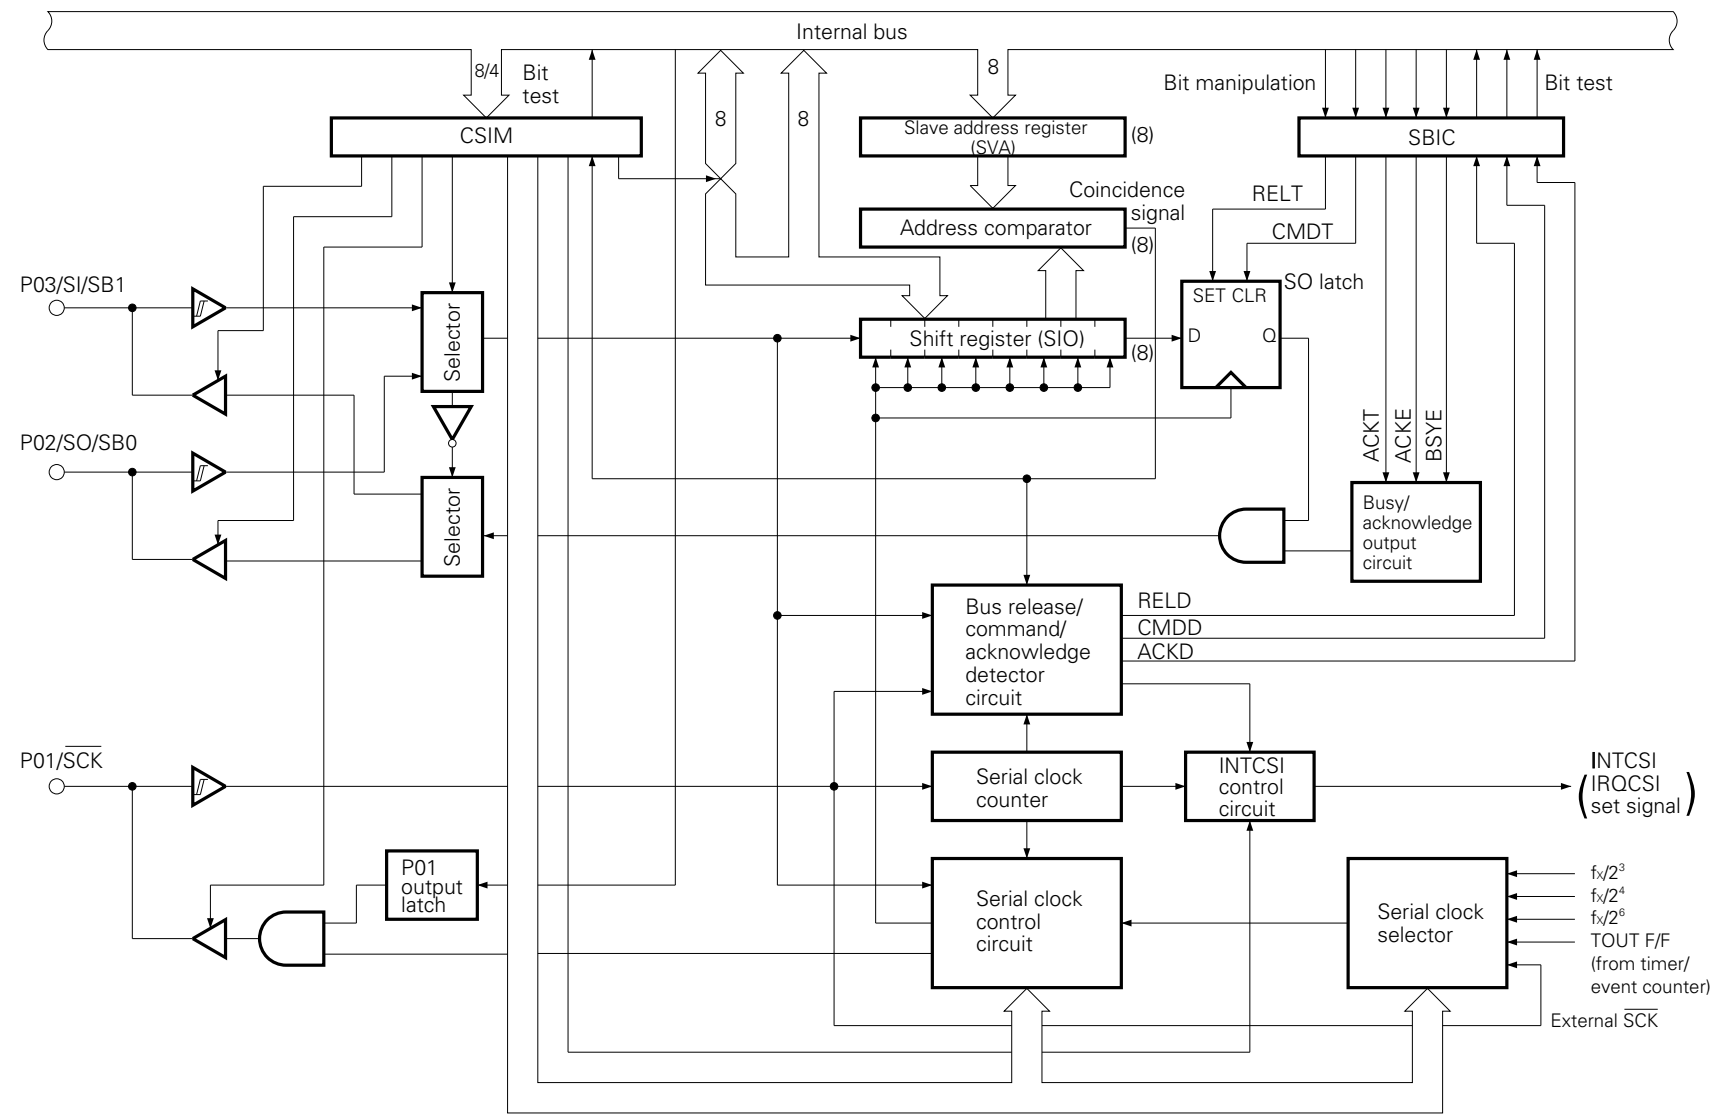 Internal bus
8/4
Bit
test
8
8
8
Bit manipulation
Bit test
CSIM
Slave address register
(SVA)
(8)
SBIC
Coincidence
signal
Address comparator
(8)
RELT
CMDT
P03/SI/SB1
Selector
SO latch
SET CLR
D
Q
Shift register (SIO)
(8)
ACKT
ACKE
BSYE
P02/SO/SB0
Selector
Busy/
acknowledge
output
circuit
Bus release/
command/
acknowledge
detector
circuit
RELD
CMDD
ACKD
P01/S̅C̅K̅
Serial clock
counter
INTCSI
control
circuit
INTCSI
(IRQCSI
set signal)
P01
output
latch
Serial clock
control
circuit
Serial clock
selector
fx/2³
fx/2⁴
fx/2⁶
TOUT F/F
(from timer/
event counter)
External S̅C̅K̅